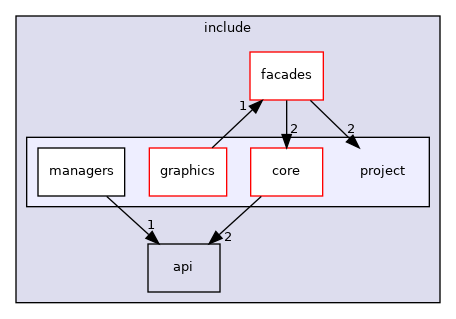 include
facades
1
2
2
managers
graphics
core
project
1
2
api